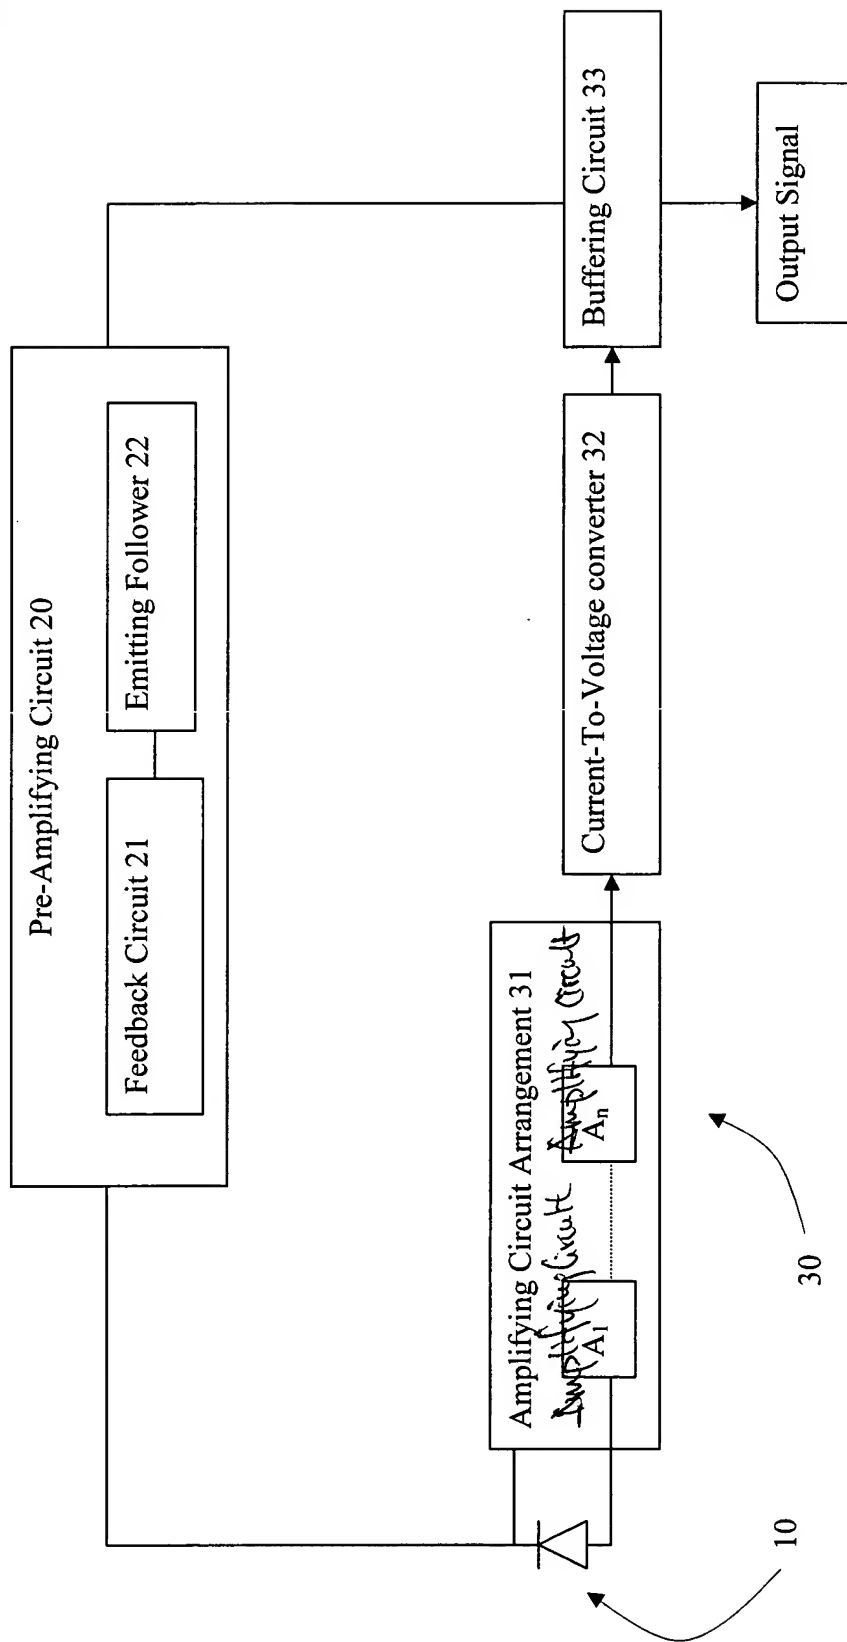 Pre-Amplifying Circuit 20
Feedback Circuit 21
Emitting Follower 22
Amplifying Circuit Arrangement 31
Amplifying Circuit
Amplifying Circuit
A1
An
Current-To-Voltage converter 32
Buffering Circuit 33
Output Signal
10
30